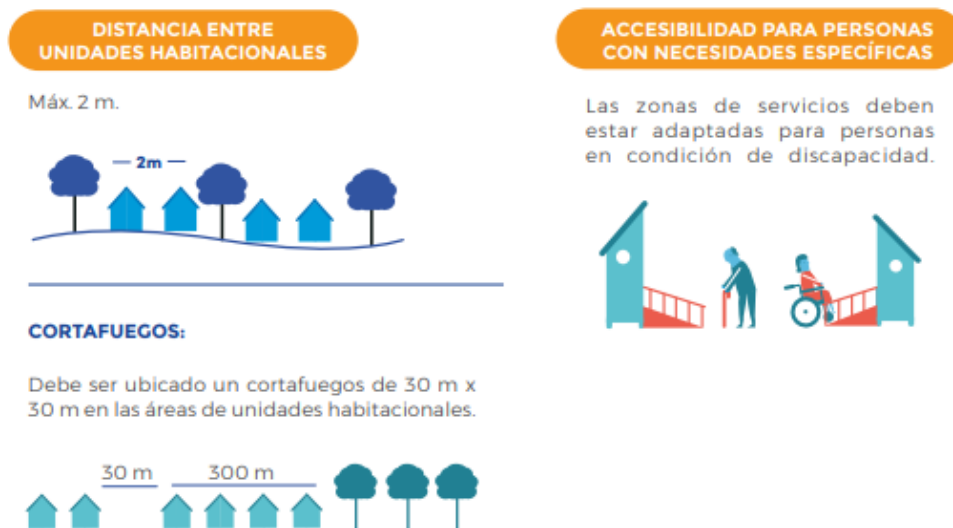 DISTANCIA ENTRE
UNIDADES HABITACIONALES
Máx. 2 m.
2m
CORTAFUEGOS:
Debe ser ubicado un cortafuegos de 30 m x
30 m en las áreas de unidades habitacionales.
30 m
300 m
ACCESIBILIDAD PARA PERSONAS
CON NECESIDADES ESPECÍFICAS
Las zonas de servicios deben
estar adaptadas para personas
en condición de discapacidad.